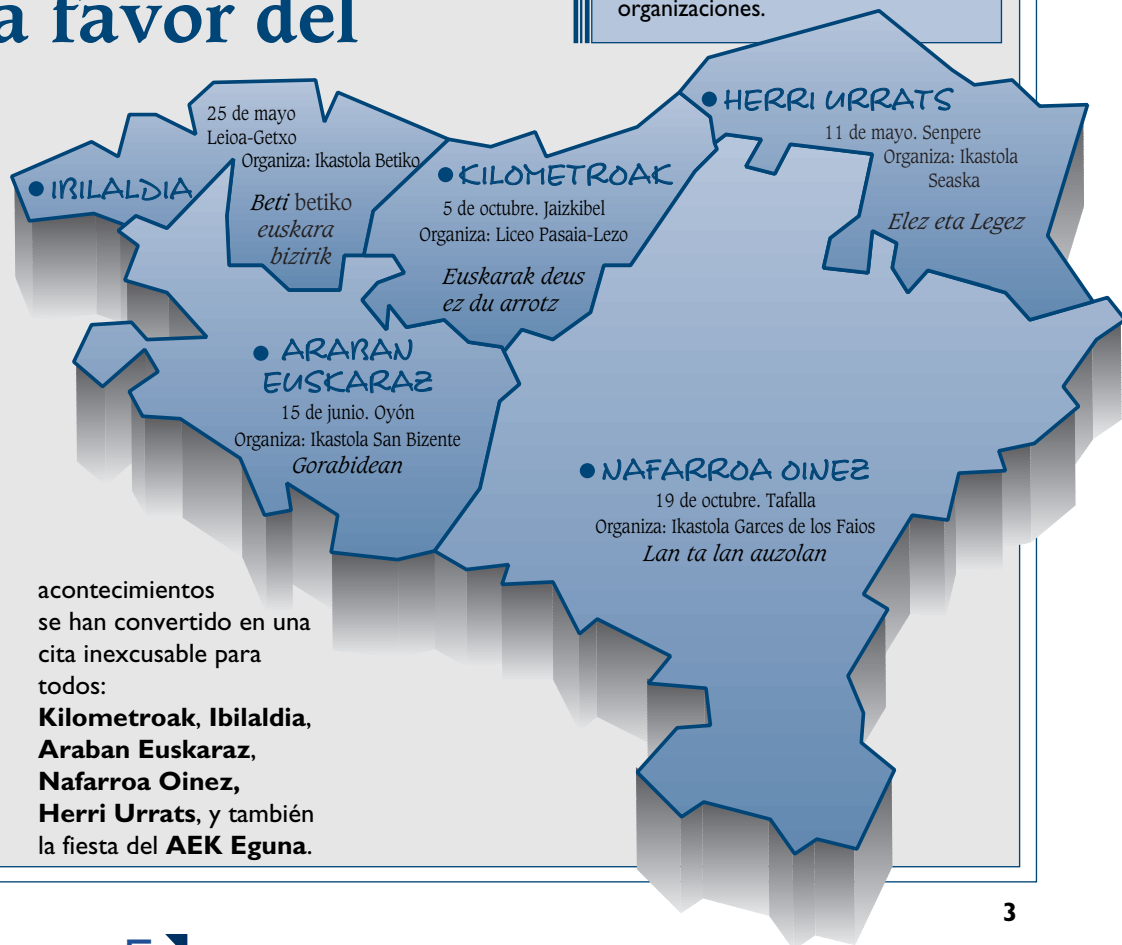 a favor del
organizaciones.
HERRI URRATS
11 de mayo. Senpere
Organiza: Ikastola
Seaska
Elez eta Legez
25 de mayo
Leioa-Getxo
Organiza: Ikastola Betiko
Beti betiko
euskara
bizirik
IBILALDIA
KILOMETROAK
5 de octubre. Jaizkibel
Organiza: Liceo Pasaia-Lezo
Euskarak deus
ez du arrotz
ARABAN
EUSKARAZ
15 de junio. Oyón
Organiza: Ikastola San Bizente
Gorabidean
NAFARROA OINEZ
19 de octubre. Tafalla
Organiza: Ikastola Garces de los Faios
Lan ta lan auzolan
acontecimientos
se han convertido en una
cita inexcusable para
todos:
Kilometroak, Ibilaldia,
Araban Euskaraz,
Nafarroa Oinez,
Herri Urrats, y también
la fiesta del AEK Eguna.
3